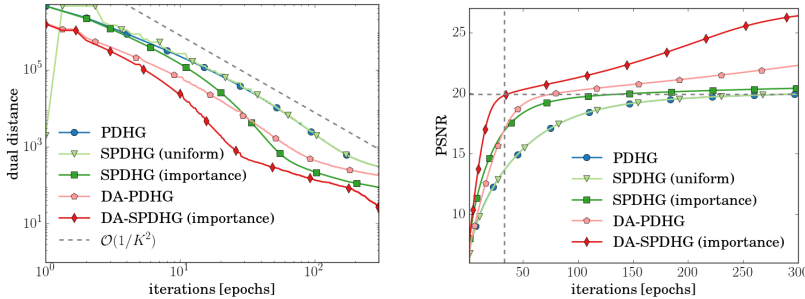 10^5
10^3
10^1
dual distance
PDHG
SPDHG (uniform)
SPDHG (importance)
DA-PDHG
DA-SPDHG (importance)
O(1/K^2)
10^0
10^1
10^2
iterations [epochs]
25
20
15
10
PSNR
PDHG
SPDHG (uniform)
SPDHG (importance)
DA-PDHG
DA-SPDHG (importance)
50
100
150
200
250
300
iterations [epochs]